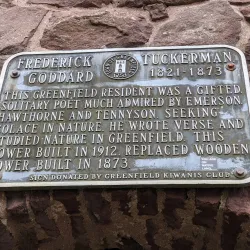 FREDERICK TUCKERMAN
GODDARD 1821-1873
THIS GREENFIELD RESIDENT WAS A GIFTED
SOLITARY POET MUCH ADMIRED BY EMERSON,
HAWTHORNE AND TENNYSON SEEKING
SOLACE IN NATURE HE WROTE VERSE AND
STUDIED NATURE IN GREENFIELD THIS
TOWER BUILT IN 1912 REPLACED WOODEN
TOWER BUILT IN 1873
SIGN DONATED BY GREENFIELD KIWANIS CLUB